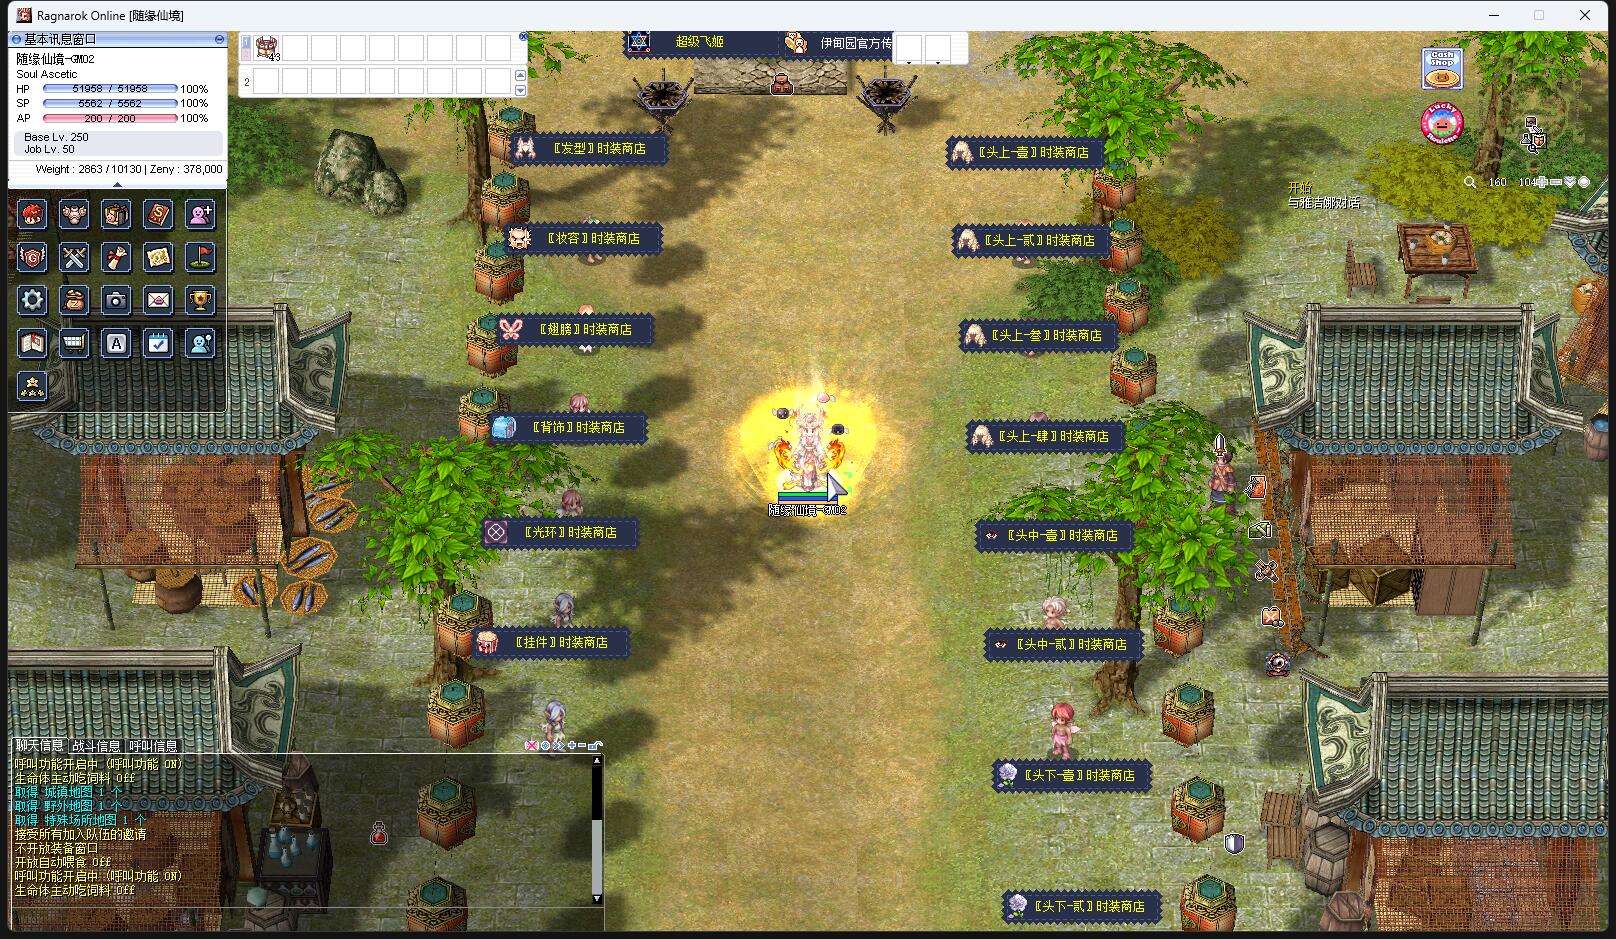 Ragnarok Online [随缘仙境]
基本讯息窗口
随缘仙境-GM02
Soul Ascetic
HP 51958 / 51958 100%
SP 5562 / 5562 100%
AP 200 / 200 100%
Base Lv. 250
Job Lv. 50
Weight : 2863 / 10130 | Zeny : 378,000
1
43
2
超级飞姬
伊甸园官方传
Cash Shop
Lucky Roulette
160 104
开始
与雅洁娜对话
〖发型〗时装商店
〖头上-壹〗时装商店
〖妆容〗时装商店
〖头上-贰〗时装商店
〖翅膀〗时装商店
〖头上-叁〗时装商店
〖背饰〗时装商店
〖头上-肆〗时装商店
随缘仙境-GM02
〖光环〗时装商店
〖头中-壹〗时装商店
〖挂件〗时装商店
〖头中-贰〗时装商店
〖头下-壹〗时装商店
〖头下-贰〗时装商店
聊天信息 战斗信息 呼叫信息
呼叫功能开启中 (呼叫功能 ON)
生命体主动吃饲料 Off
取得 城镇地图 1 个
取得 野外地图 1 个
取得 特殊场所地图 1 个
接受所有加入队伍的邀请
不开放装备窗口
开放自动喂食 Off
呼叫功能开启中 (呼叫功能 ON)
生命体主动吃饲料 Off